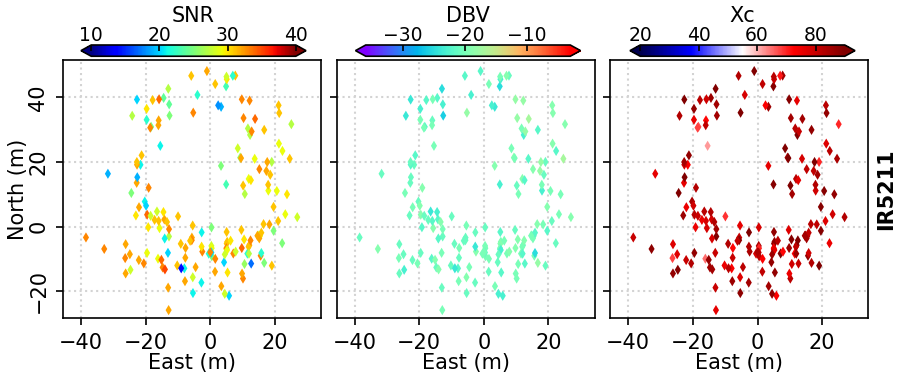 SNR DBV Xc
10 20 30 40 −30 −20 −10 20 40 60 80
40
20
0
−20
North (m)
IR5211
−40 −20 0 20 −40 −20 0 20 −40 −20 0 20
East (m) East (m) East (m)